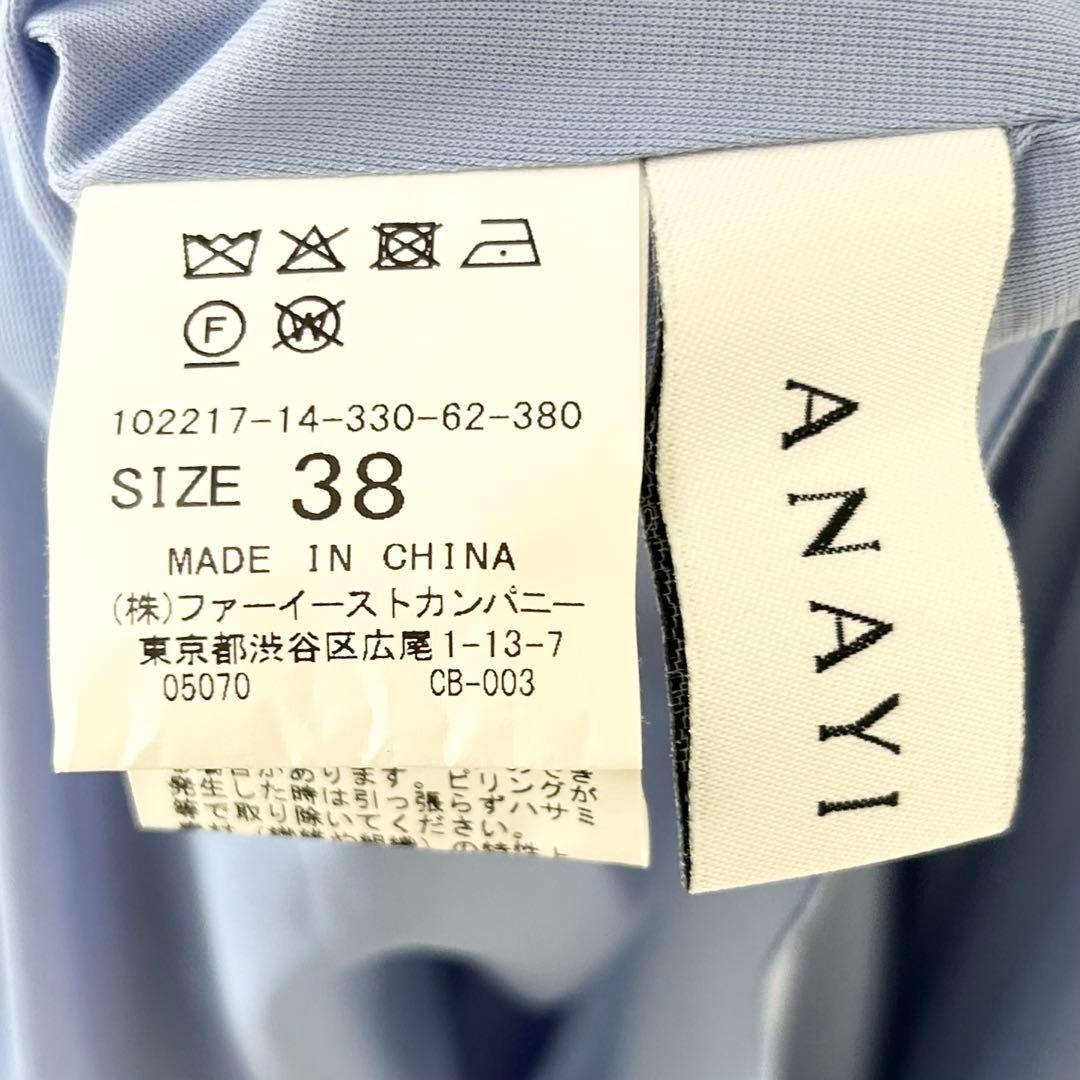 F W
102217-14-330-62-380
SIZE 38
MADE IN CHINA
(株)ファーイーストカンパニー
東京都渋谷区広尾1-13-7
05070 CB-003
発生した時は引っ張らずハサミ
等で取り除いてください。
ANAYI